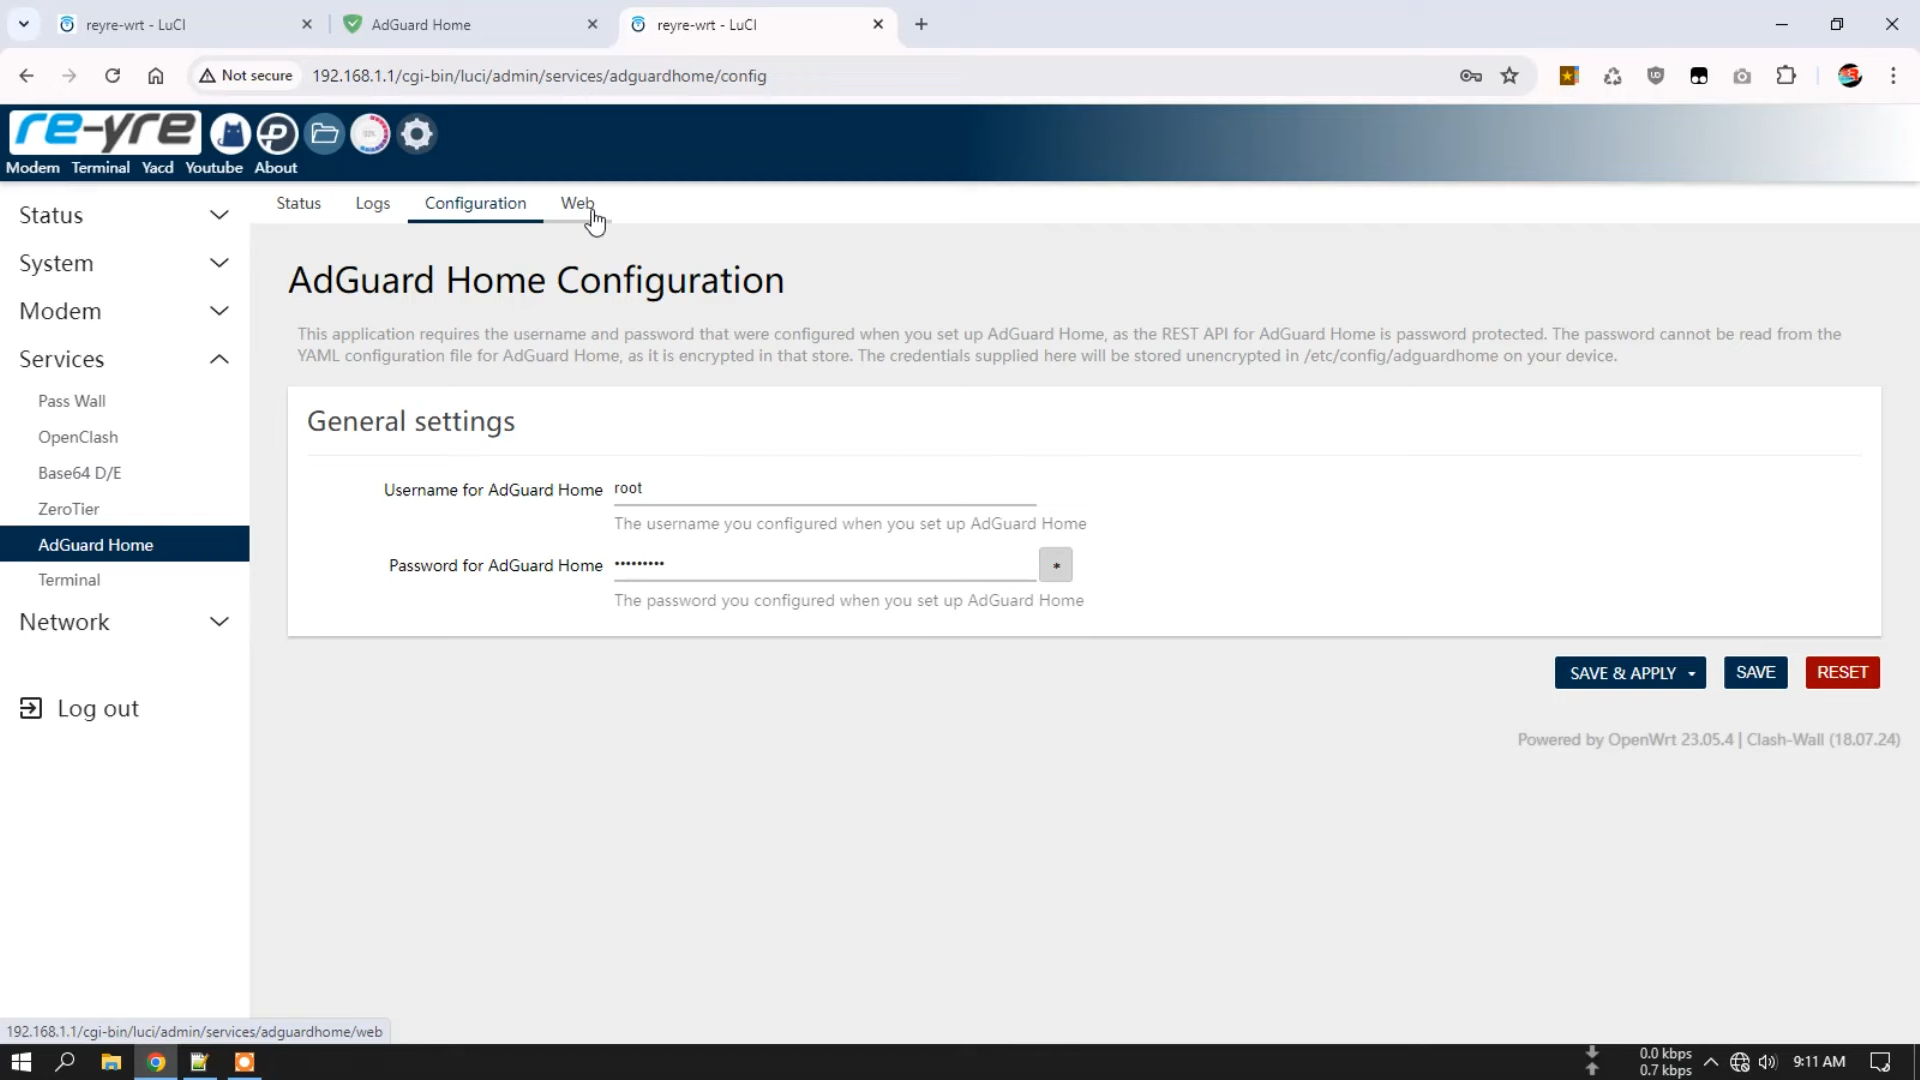 reyre-wrt - LuCI
AdGuard Home
reyre-wrt - LuCI
Not secure
192.168.1.1/cgi-bin/luci/admin/services/adguardhome/config
re-yre
Modem Terminal Yacd Youtube About
Status
System
Modem
Services
Pass Wall
OpenClash
Base64 D/E
ZeroTier
AdGuard Home
Terminal
Network
Log out
Status Logs Configuration Web
AdGuard Home Configuration
This application requires the username and password that were configured when you set up AdGuard Home, as the REST API for AdGuard Home is password protected. The password cannot be read from the
YAML configuration file for AdGuard Home, as it is encrypted in that store. The credentials supplied here will be stored unencrypted in /etc/config/adguardhome on your device.
General settings
Username for AdGuard Home root
The username you configured when you set up AdGuard Home
Password for AdGuard Home ••••••••• *
The password you configured when you set up AdGuard Home
SAVE & APPLY SAVE RESET
Powered by OpenWrt 23.05.4 | Clash-Wall (18.07.24)
192.168.1.1/cgi-bin/luci/admin/services/adguardhome/web
0.0 kbps
0.7 kbps
9:11 AM